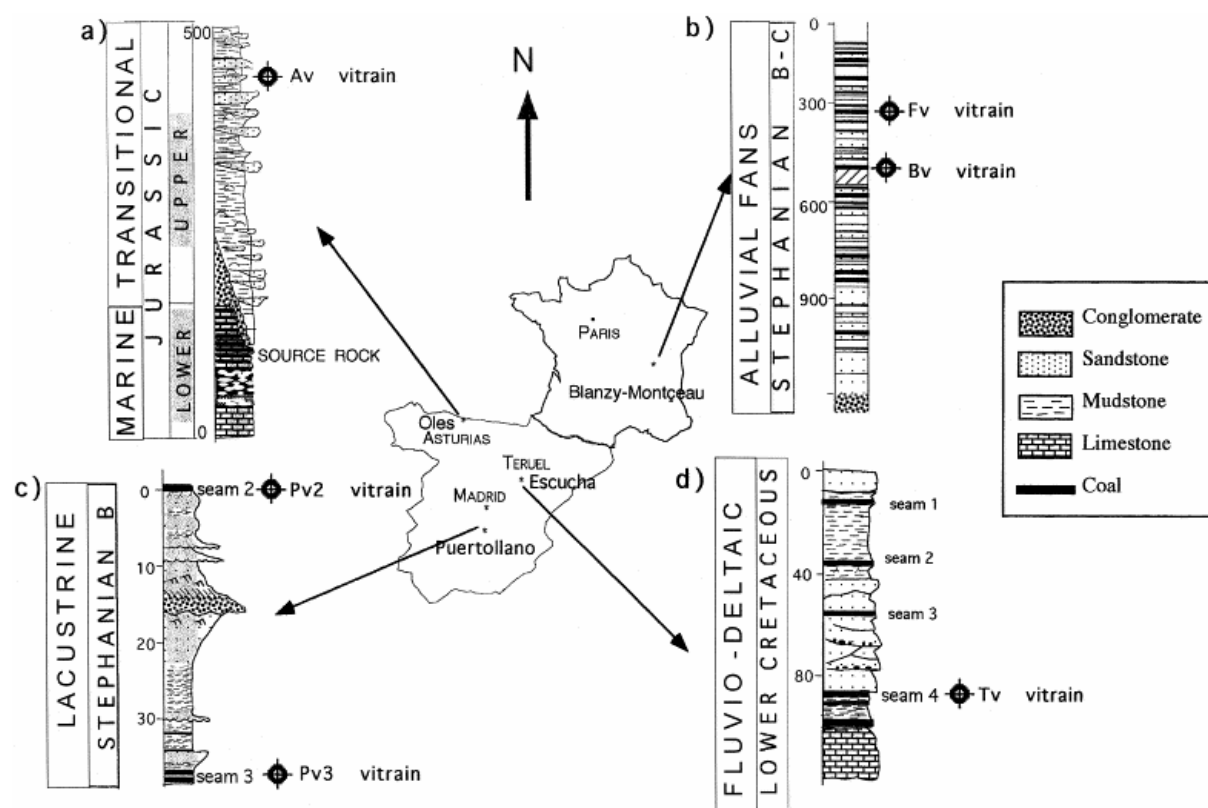 a)
MARINE TRANSITIONAL
JURASSIC
LOWER
UPPER
500
0
Av vitrain
SOURCE ROCK
N
b)
ALLUVIAL FANS
STEPHANIAN B-C
0
300
600
900
Fv vitrain
Bv vitrain
PARIS
Blanzy-Montçeau
Oles
ASTURIAS
TERUEL
Escucha
MADRID
Puertollano
Conglomerate
Sandstone
Mudstone
Limestone
Coal
c)
LACUSTRINE
STEPHANIAN B
0
10
20
30
seam 2 Pv2 vitrain
seam 3 Pv3 vitrain
d)
FLUVIO-DELTAIC
LOWER CRETACEOUS
0
40
80
seam 1
seam 2
seam 3
seam 4 Tv vitrain